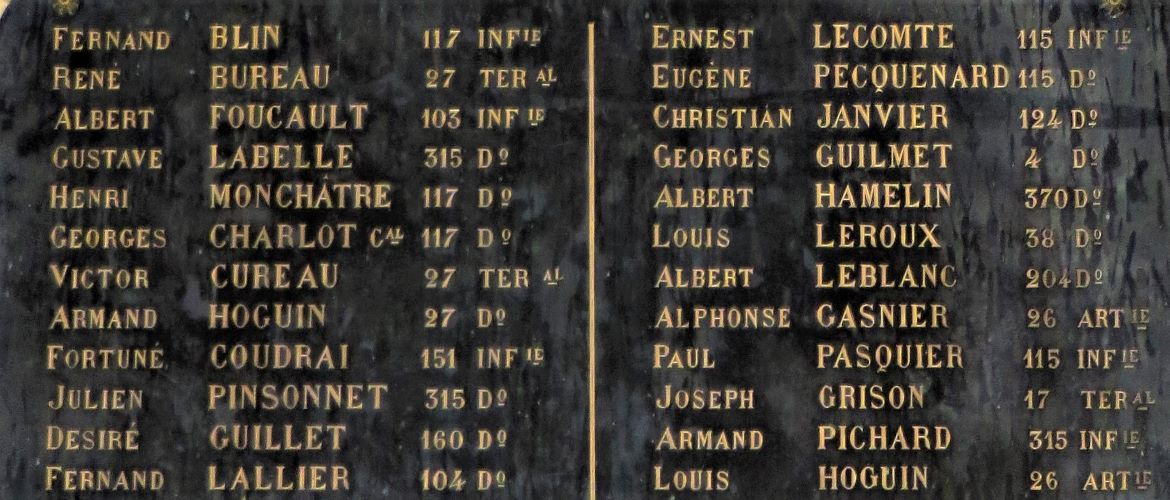 FERNAND BLIN 117 INFIE
RENÉ BUREAU 27 TERAL
ALBERT FOUCAULT 103 INFIE
GUSTAVE LABELLE 315 Dº
HENRI MONCHÂTRE 117 Dº
GEORGES CHARLOT CAL 117 Dº
VICTOR CUREAU 27 TERAL
ARMAND HOGUIN 27 Dº
FORTUNÉ COUDRAI 151 INFIE
JULIEN PINSONNET 315 Dº
DESIRÉ GUILLET 160 Dº
FERNAND LALLIER 104 Dº
ERNEST LECOMTE 115 INFIE
EUGÉNE PECQUENARD 115 Dº
CHRISTIAN JANVIER 124 Dº
GEORGES GUILMET 4 Dº
ALBERT HAMELIN 370 Dº
LOUIS LEROUX 38 Dº
ALBERT LEBLANC 204 Dº
ALPHONSE GASNIER 26 ARTIE
PAUL PASQUIER 115 INFIE
JOSEPH GRISON 17 TERAL
ARMAND PICHARD 315 INFIE
LOUIS HOGUIN 26 ARTIE